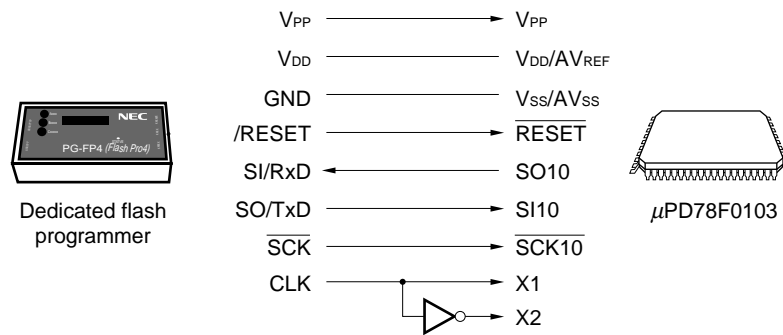 VPP VPP
VDD VDD/AVREF
GND VSS/AVSS
/RESET RESET
SI/RxD SO10
SO/TxD SI10
SCK SCK10
CLK X1
X2
NEC
PG-FP4 (Flash Pro4)
Dedicated flash
programmer
μPD78F0103